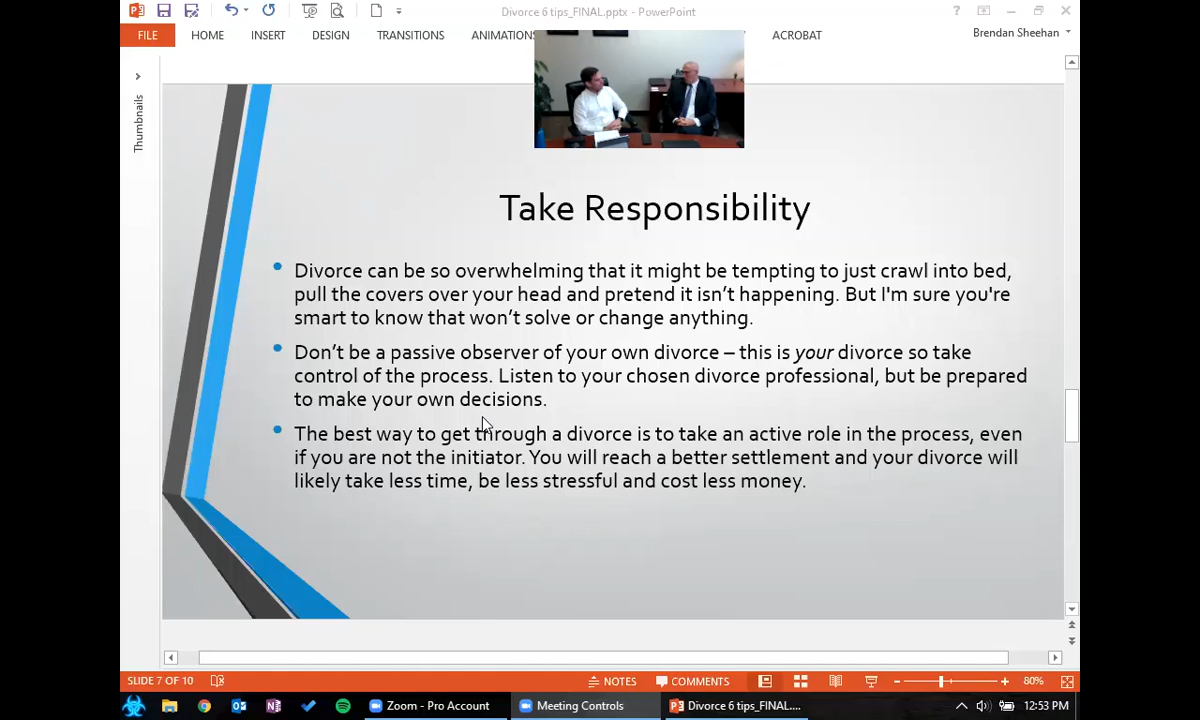 Divorce 6 tips_FINAL.pptx - PowerPoint
?
FILE HOME INSERT DESIGN TRANSITIONS ANIMATIONS ACROBAT
Brendan Sheehan
Thumbnails
Take Responsibility
• Divorce can be so overwhelming that it might be tempting to just crawl into bed,
pull the covers over your head and pretend it isn’t happening. But I'm sure you're
smart to know that won’t solve or change anything.
• Don’t be a passive observer of your own divorce – this is your divorce so take
control of the process. Listen to your chosen divorce professional, but be prepared
to make your own decisions.
• The best way to get through a divorce is to take an active role in the process, even
if you are not the initiator. You will reach a better settlement and your divorce will
likely take less time, be less stressful and cost less money.
SLIDE 7 OF 10 NOTES COMMENTS 80%
Zoom - Pro Account Meeting Controls Divorce 6 tips_FINAL.... 12:53 PM